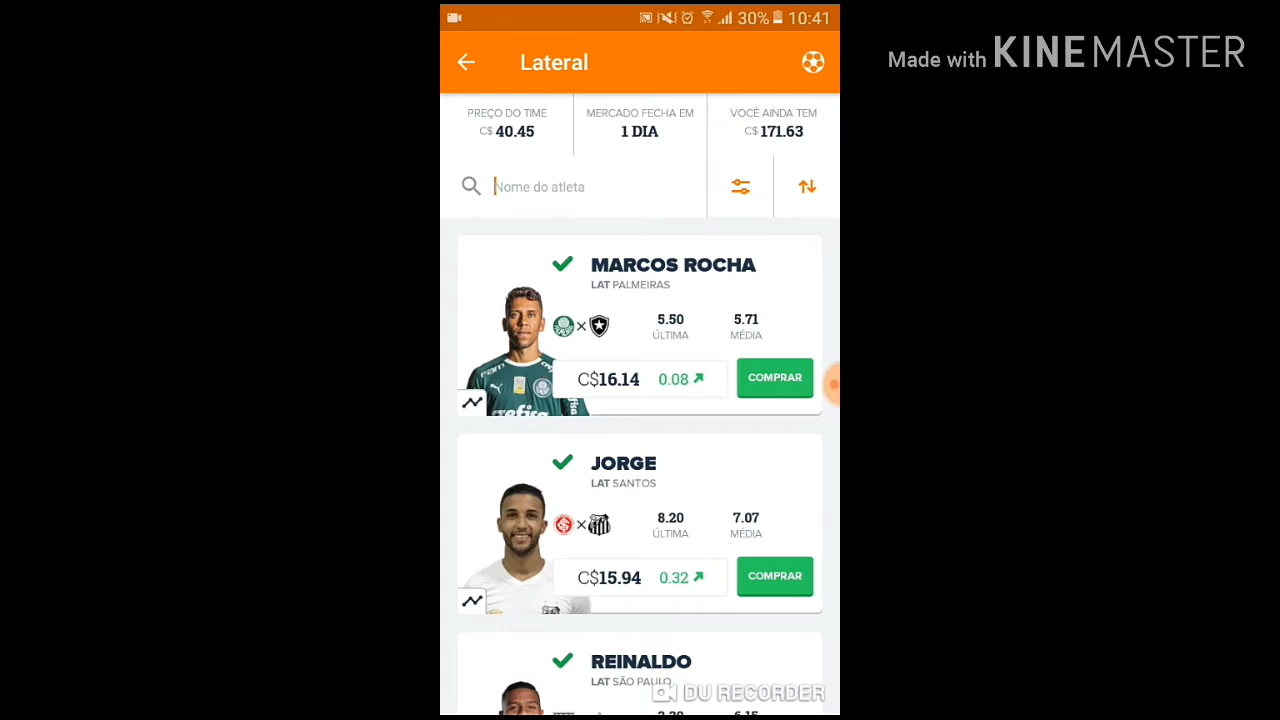 30% 10:41
Made with KINEMASTER
Lateral
PREÇO DO TIME
C$ 40.45
MERCADO FECHA EM
1 DIA
VOCÊ AINDA TEM
C$ 171.63
Nome do atleta
MARCOS ROCHA
LAT PALMEIRAS
5.50 5.71
ÚLTIMA MÉDIA
C$16.14 0.08 COMPRAR
JORGE
LAT SANTOS
8.20 7.07
ÚLTIMA MÉDIA
C$15.94 0.32 COMPRAR
REINALDO
LAT SÃO PAULO
DU RECORDER